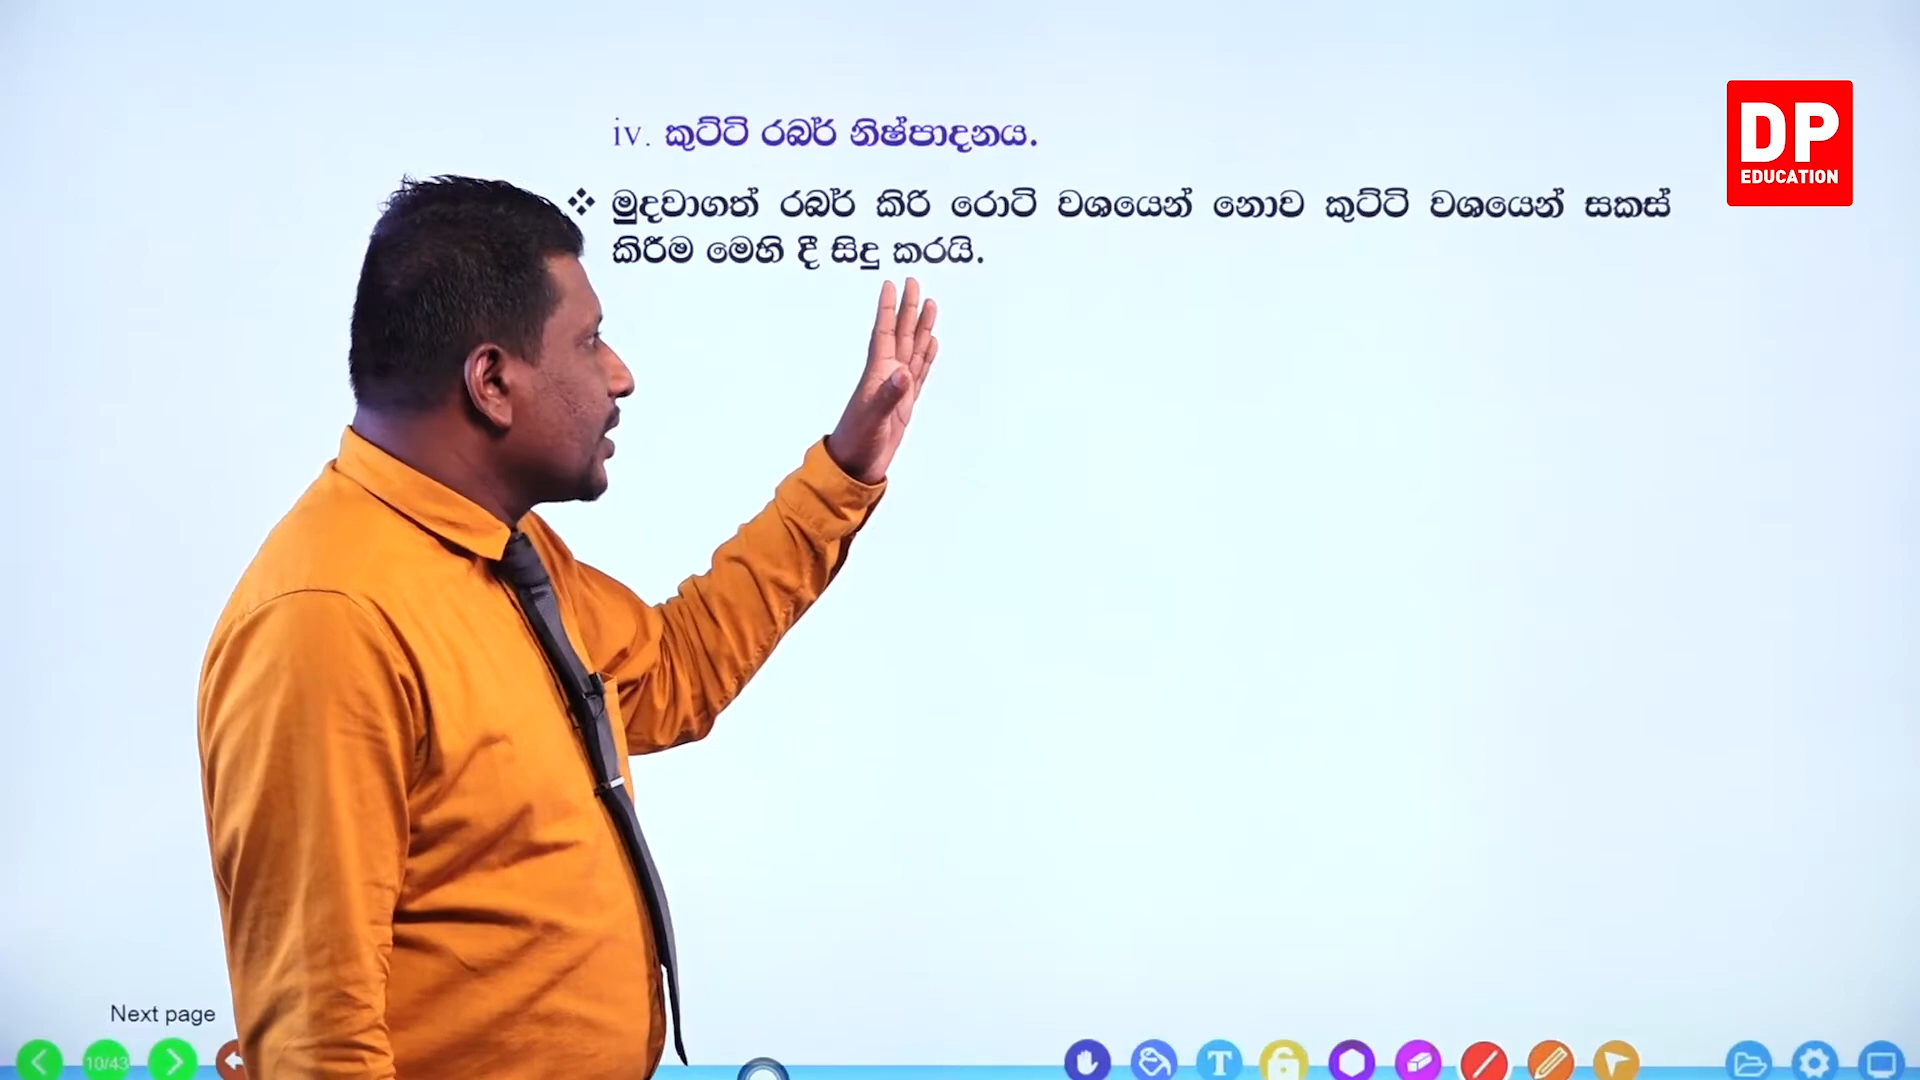 iv. කුට්ටි රබර් නිෂ්පාදනය.
❖ මුදවාගත් රබර් කිරි රොටි වශයෙන් නොව කුට්ටි වශයෙන් සකස්
කිරීම මෙහි දී සිදු කරයි.
DP
EDUCATION
Next page
10/43
T